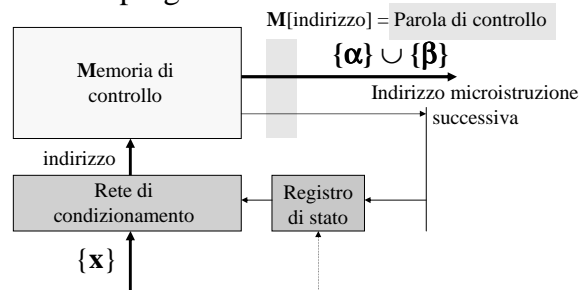 M[indirizzo] = Parola di controllo
{α} ∪ {β}
Memoria di
controllo
Indirizzo microistruzione
successiva
indirizzo
Rete di
condizionamento
Registro
di stato
{x}